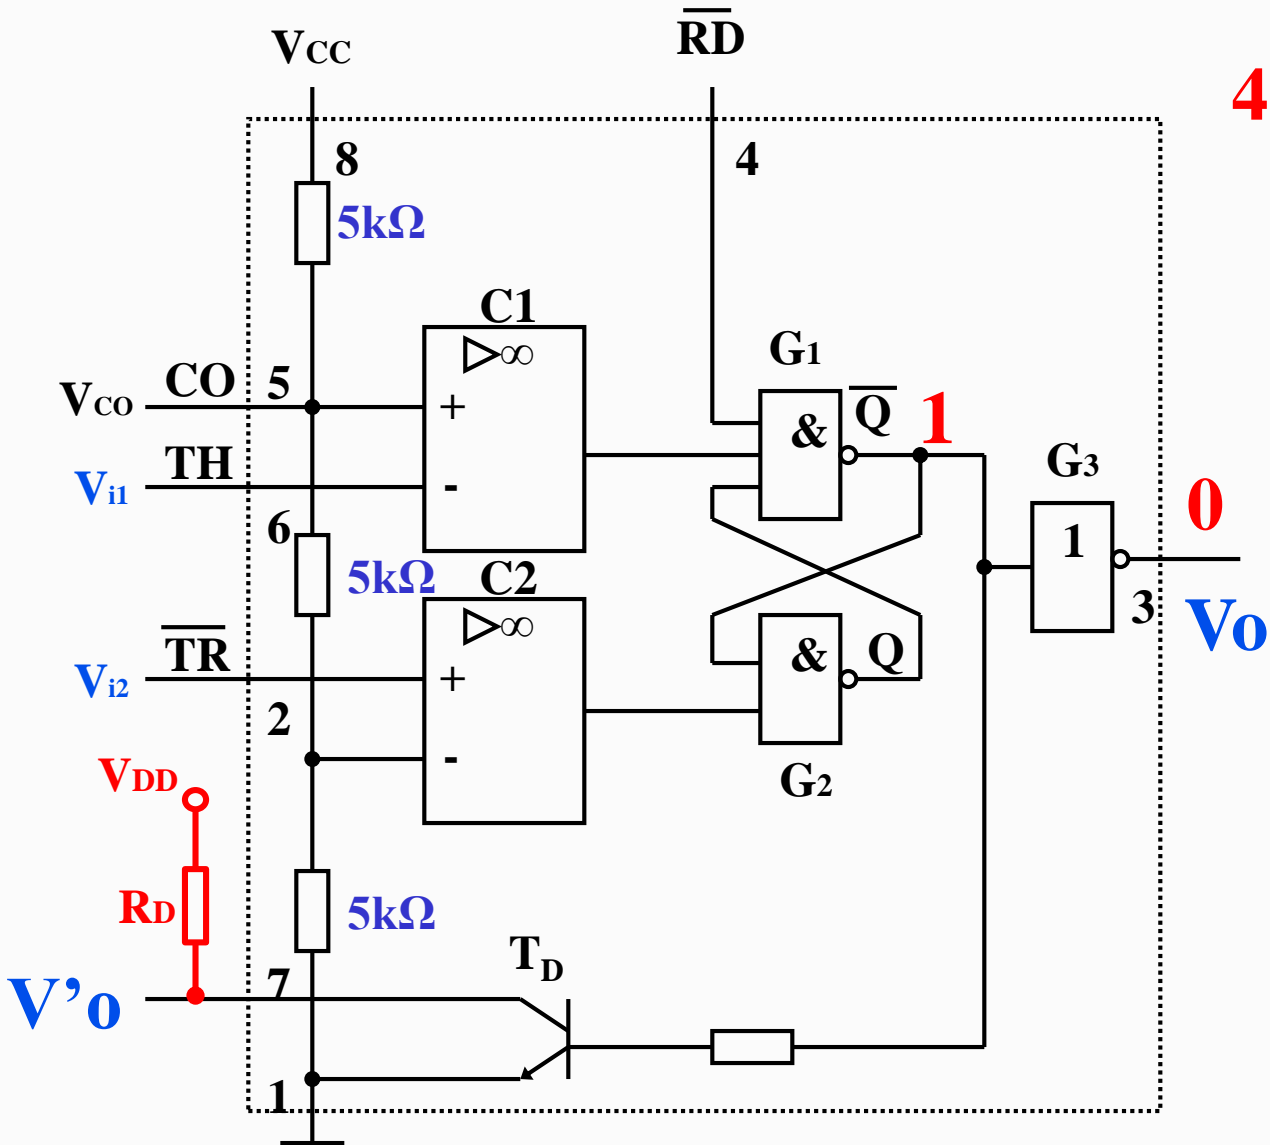 VCC
RD
4
8
4
5kΩ
C1
▷∞
G1
CO
5
VCO
+
Q
1
&
TH
Vi1
-
G3
0
6
1
5kΩ
C2
▷∞
3
Vo
TR
Vi2
+
&
Q
2
-
VDD
G2
RD
5kΩ
TD
7
V’o
1